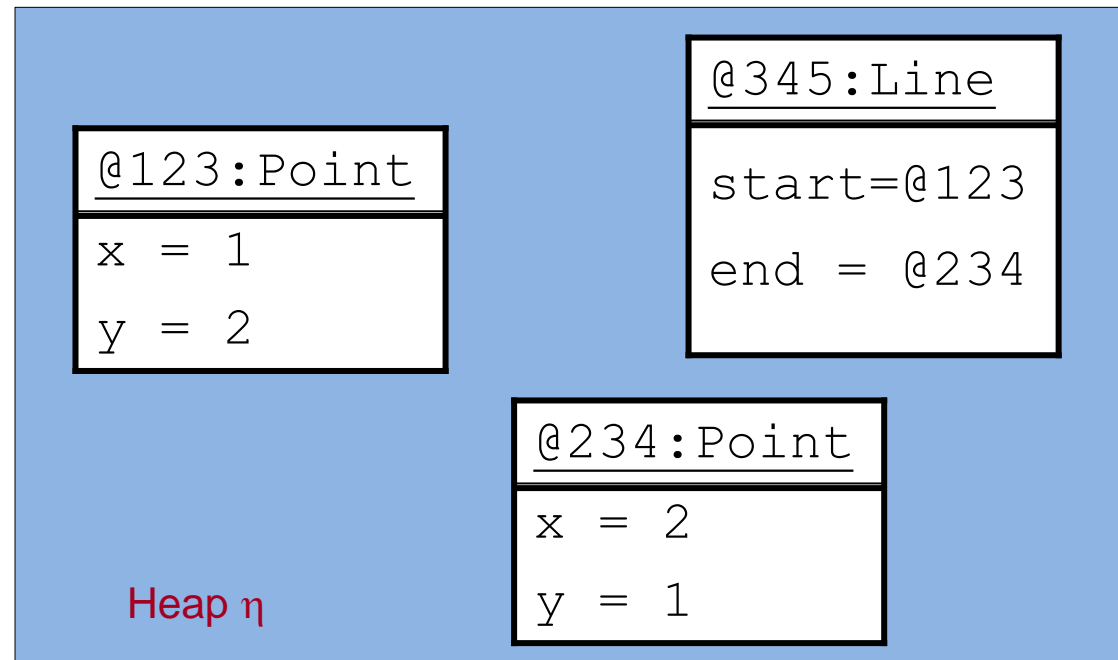 @123:Point
x = 1
y = 2
@345:Line
start=@123
end = @234
@234:Point
x = 2
y = 1
Heap η